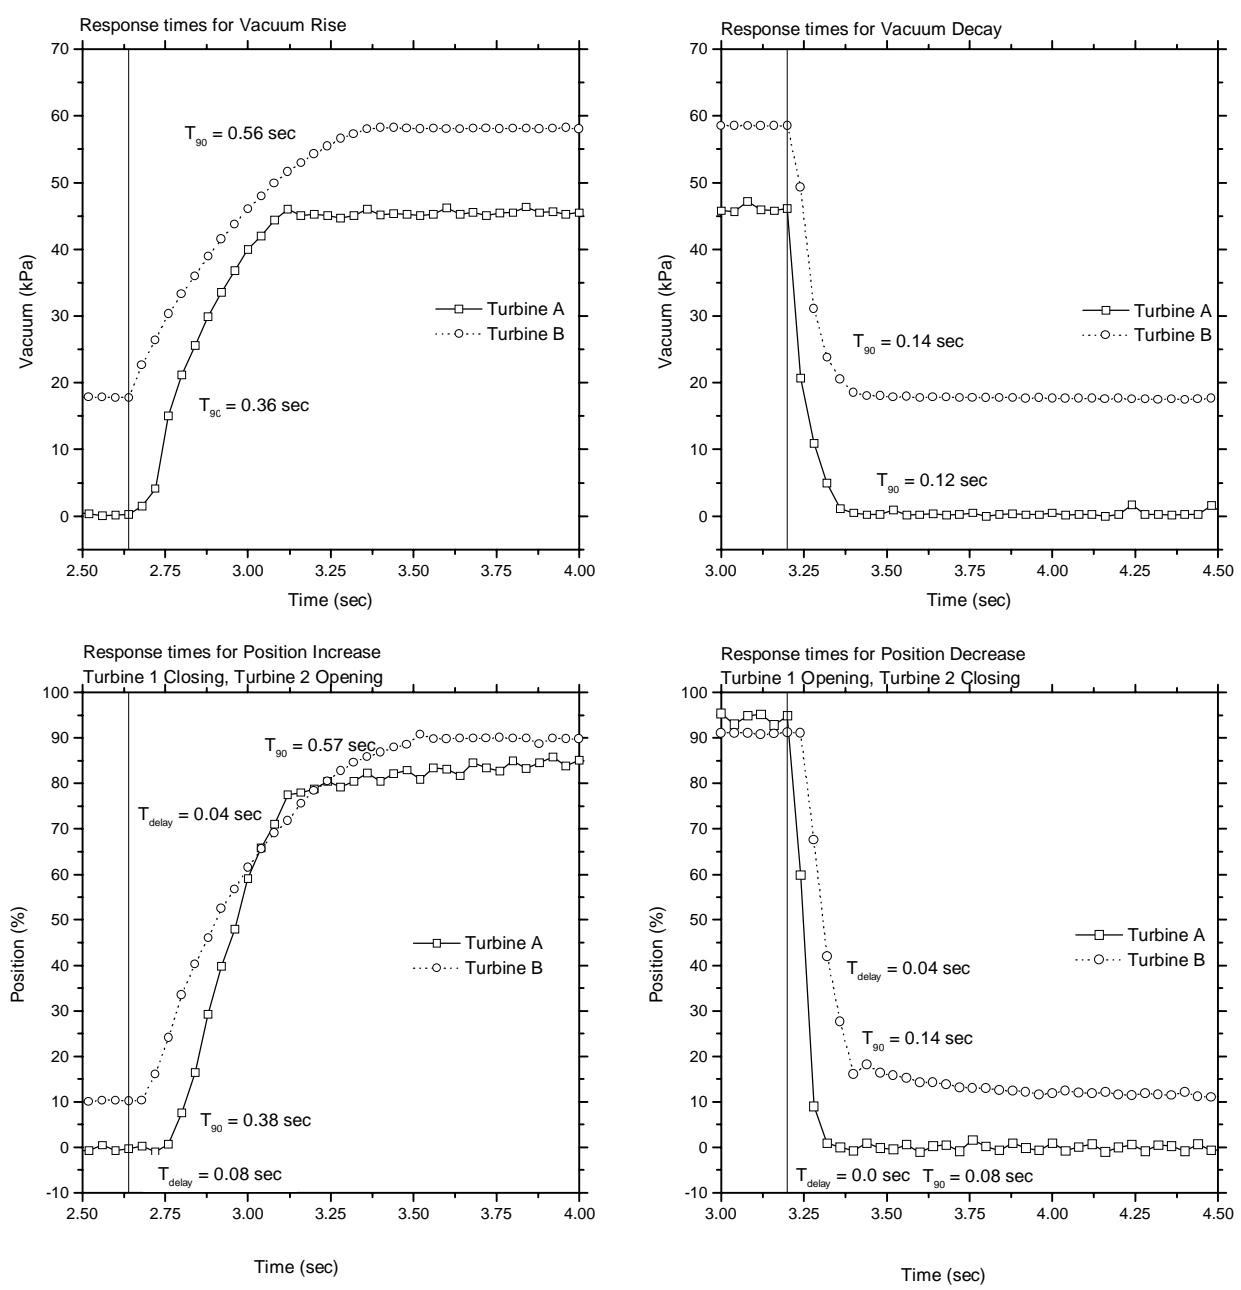 Response times for Vacuum Rise
70
60
50
40
30
20
10
0
Vacuum (kPa)
T90 = 0.56 sec
T90 = 0.36 sec
Turbine A
Turbine B
2.50 2.75 3.00 3.25 3.50 3.75 4.00
Time (sec)
Response times for Vacuum Decay
70
60
50
40
30
20
10
0
Vacuum (kPa)
Turbine A
Turbine B
T90 = 0.14 sec
T90 = 0.12 sec
3.00 3.25 3.50 3.75 4.00 4.25 4.50
Time (sec)
Response times for Position Increase
Turbine 1 Closing, Turbine 2 Opening
100
90
80
70
60
50
40
30
20
10
0
-10
Position (%)
T90 = 0.57 sec
Tdelay = 0.04 sec
Turbine A
Turbine B
T90 = 0.38 sec
Tdelay = 0.08 sec
2.50 2.75 3.00 3.25 3.50 3.75 4.00
Time (sec)
Response times for Position Decrease
Turbine 1 Opening, Turbine 2 Closing
100
90
80
70
60
50
40
30
20
10
0
-10
Position (%)
Turbine A
Turbine B
Tdelay = 0.04 sec
T90 = 0.14 sec
Tdelay = 0.0 sec T90 = 0.08 sec
3.00 3.25 3.50 3.75 4.00 4.25 4.50
Time (sec)